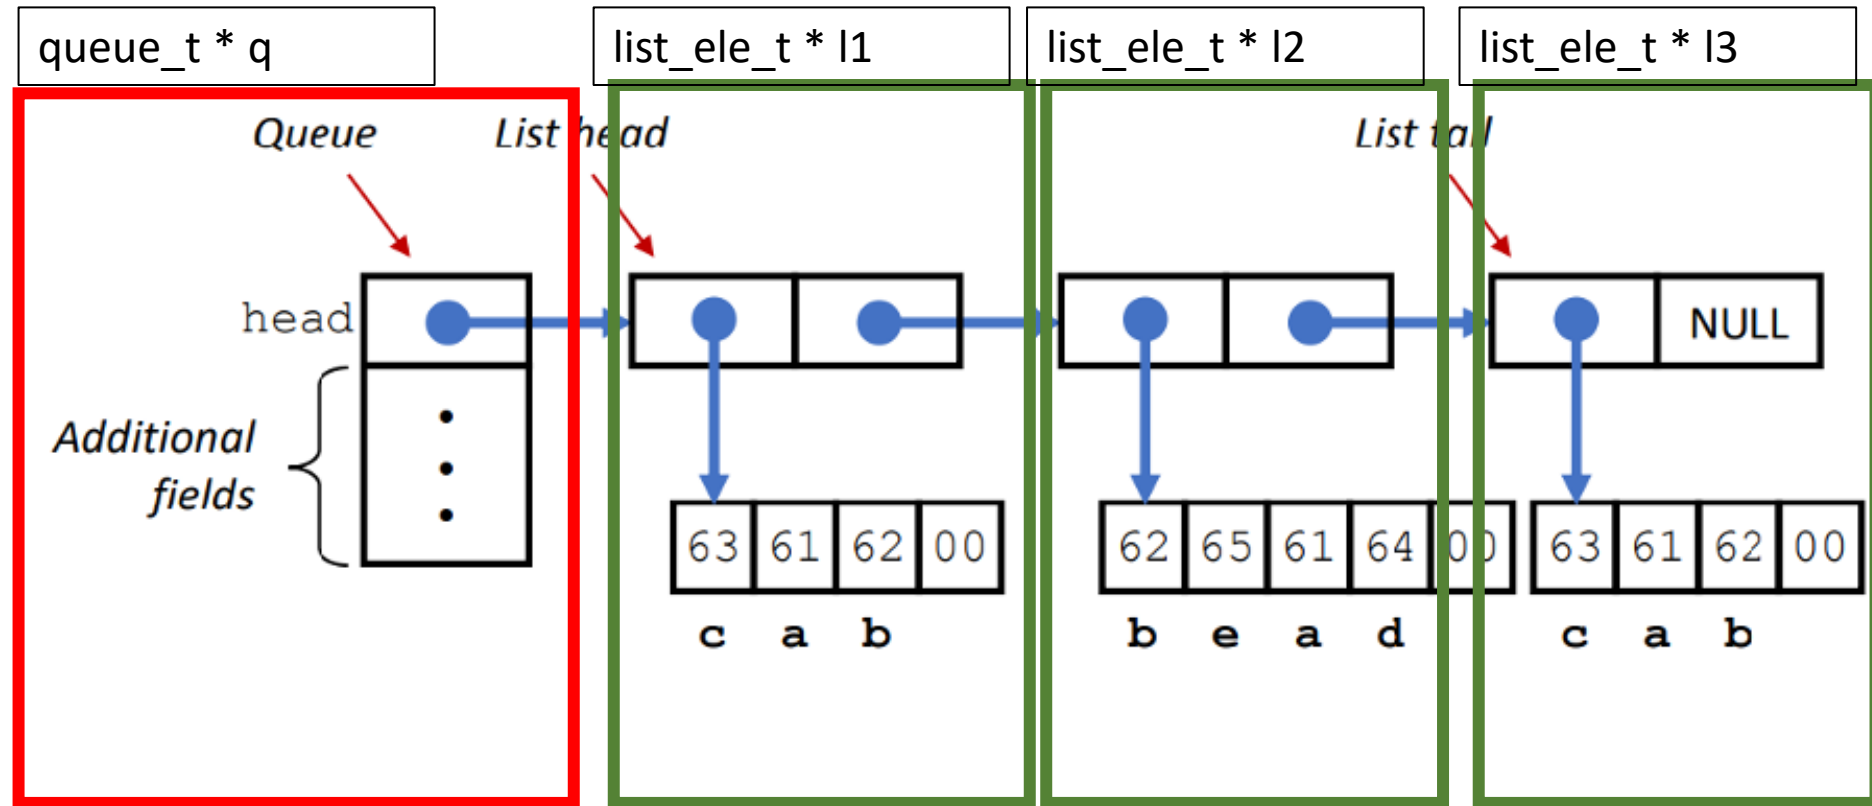 queue_t * q
list_ele_t * l1
list_ele_t * l2
list_ele_t * l3
Queue
List head
List tail
head
NULL
Additional
fields
63 61 62 00
62 65 61 64 00
63 61 62 00
c a b
b e a d
c a b